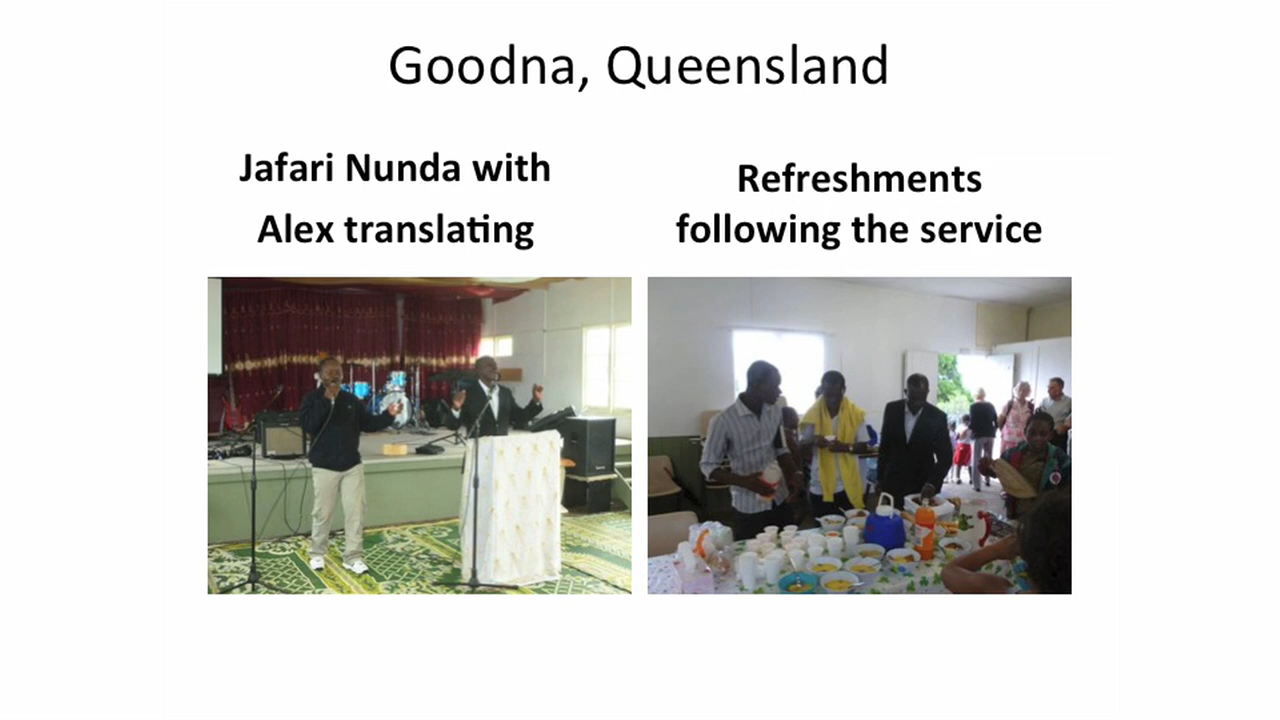 Goodna, Queensland
Jafari Nunda with
Alex translating
Refreshments
following the service